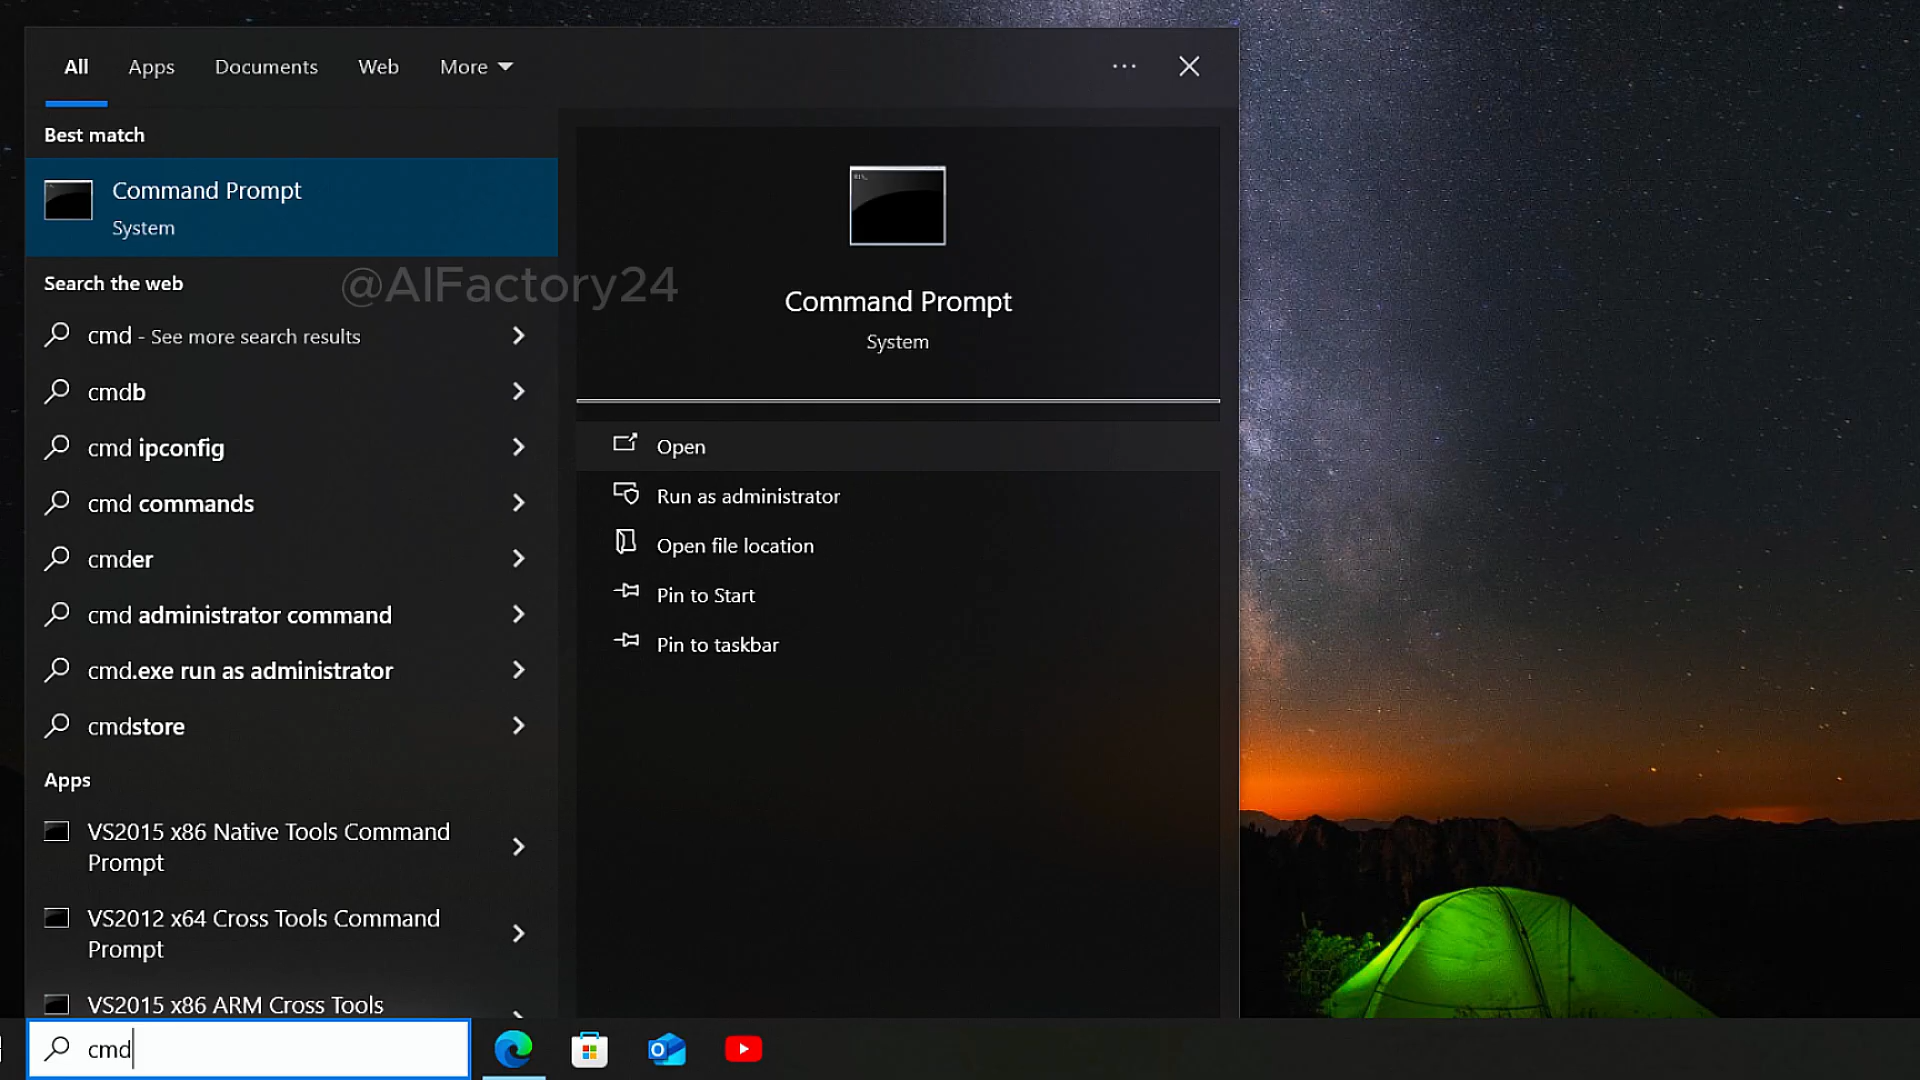 All Apps Documents Web More
Best match
Command Prompt
System
Search the web
cmd - See more search results
cmdb
cmd ipconfig
cmd commands
cmder
cmd administrator command
cmd.exe run as administrator
cmdstore
Apps
VS2015 x86 Native Tools Command
Prompt
VS2012 x64 Cross Tools Command
Prompt
VS2015 x86 ARM Cross Tools
cmd
@AIFactory24
Command Prompt
System
Open
Run as administrator
Open file location
Pin to Start
Pin to taskbar